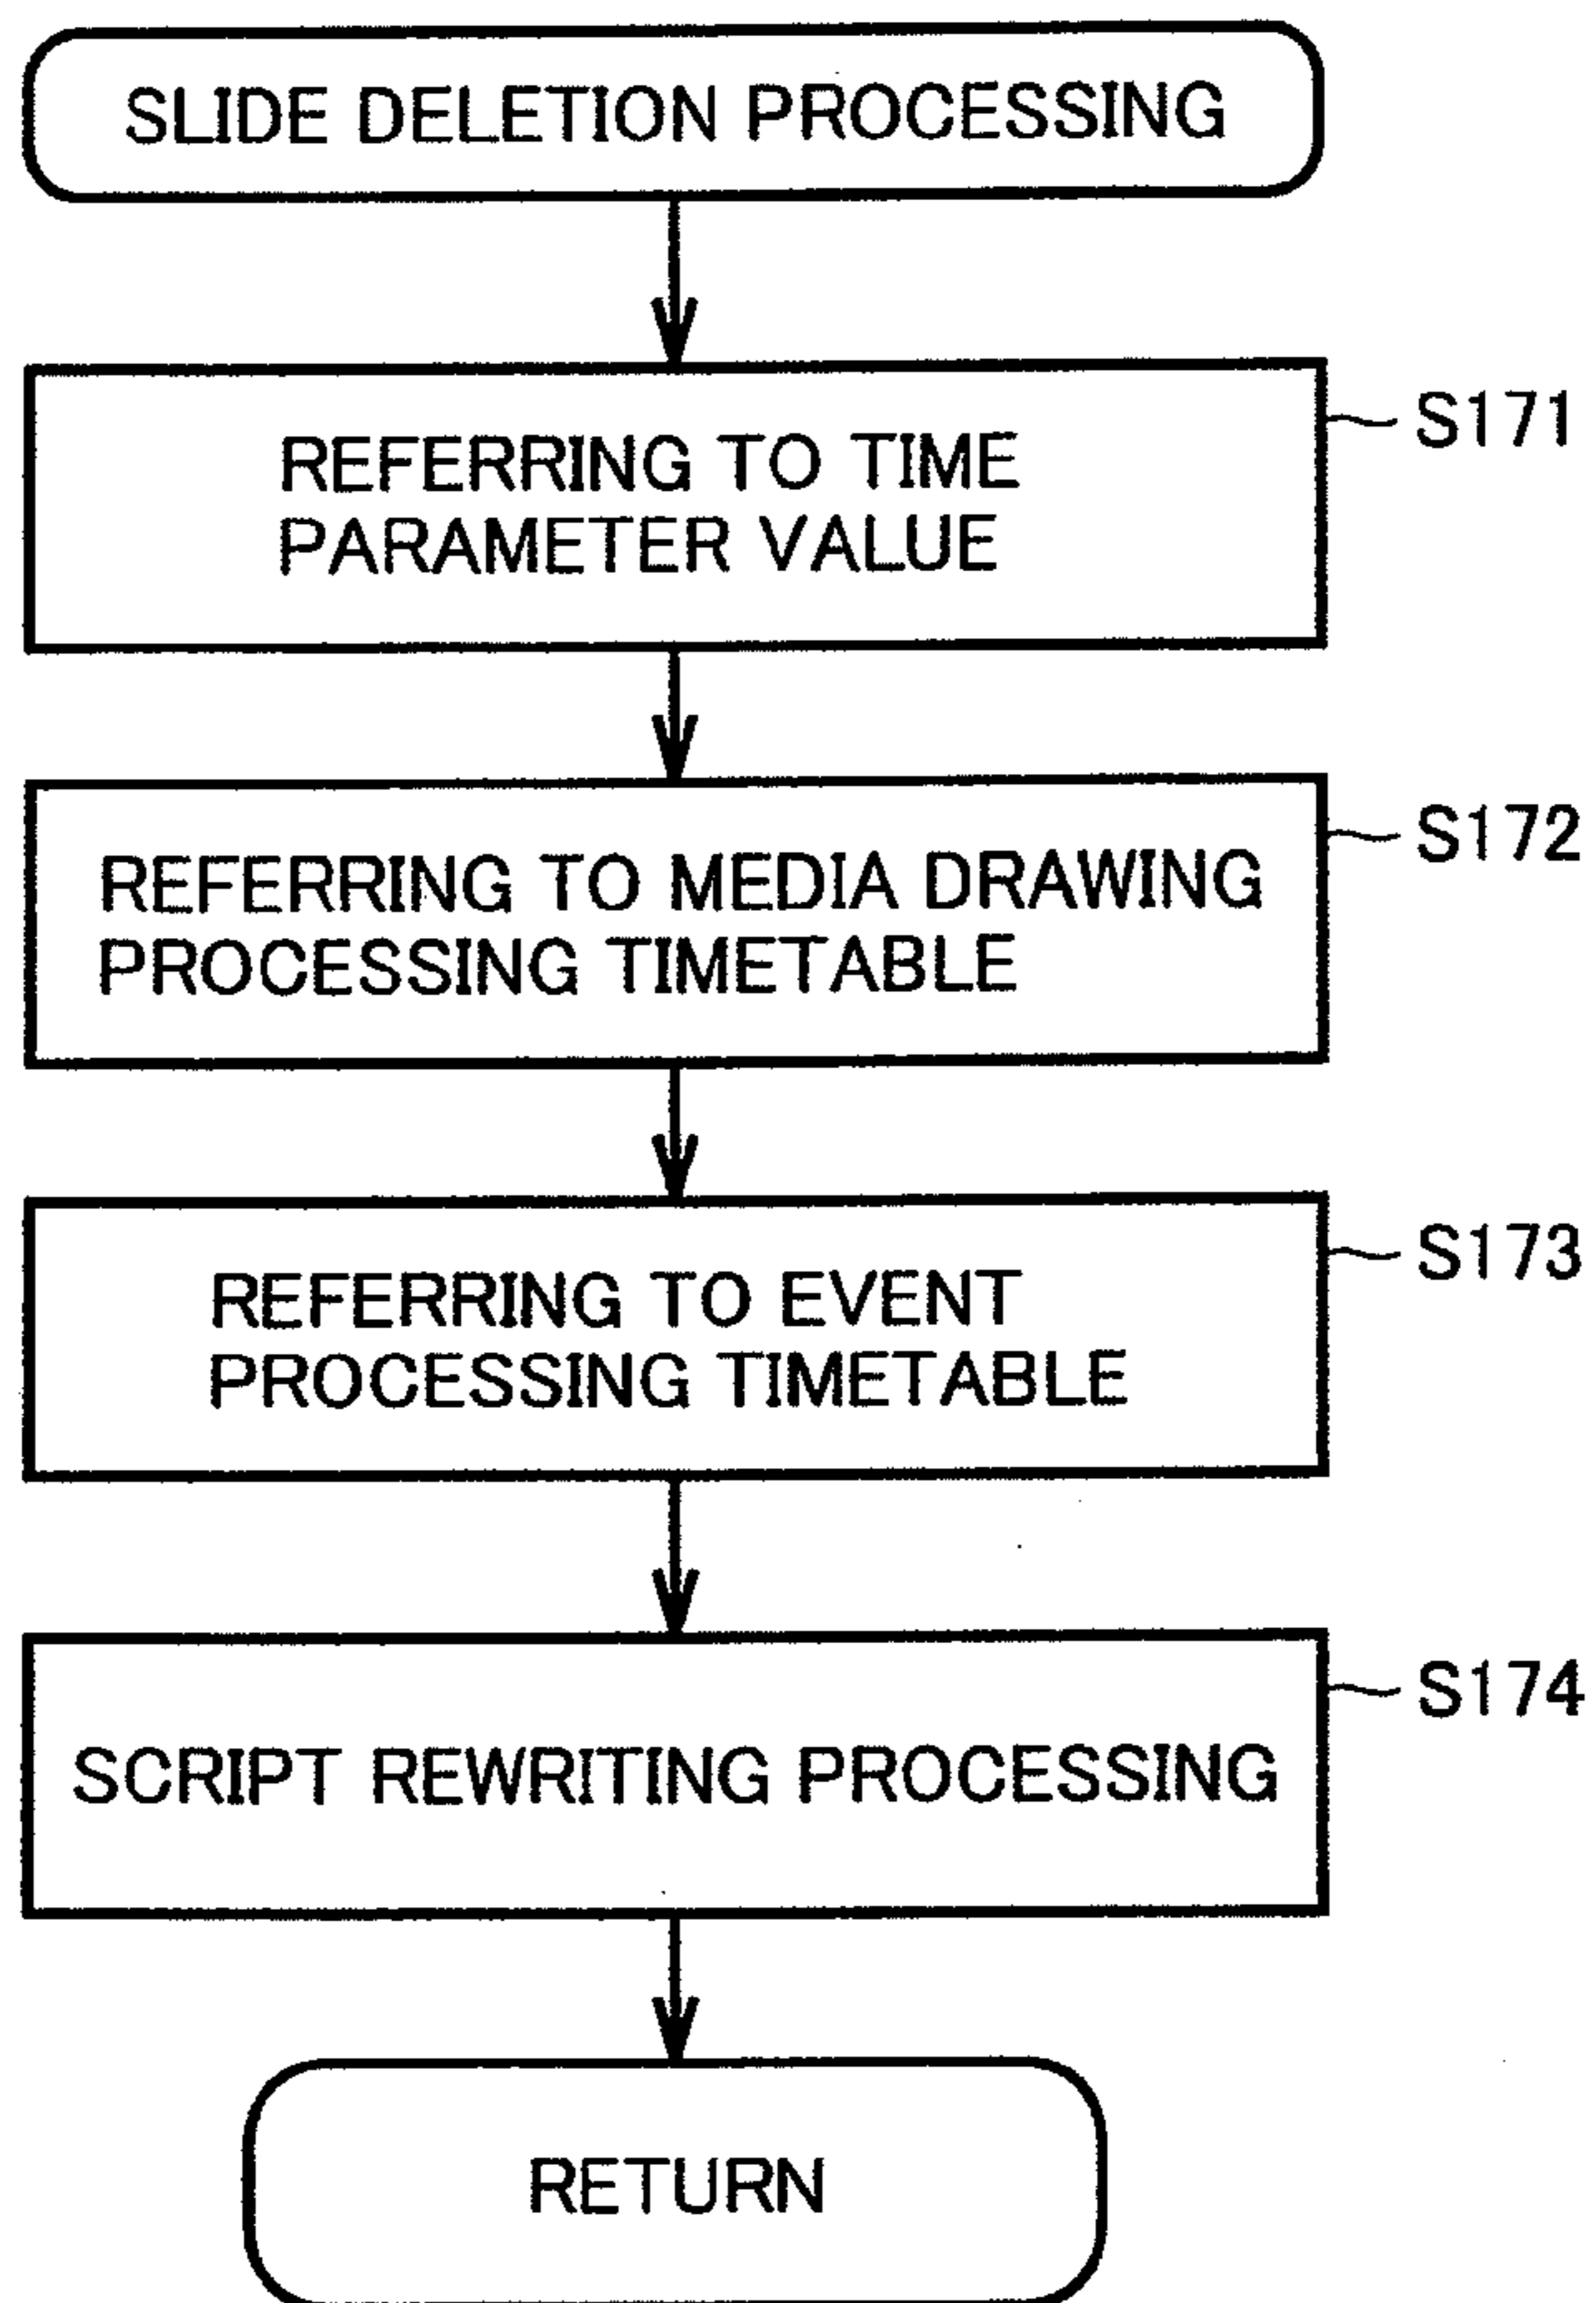 SLIDE DELETION PROCESSING
S171
REFERRING TO TIME
PARAMETER VALUE
S172
REFERRING TO MEDIA DRAWING
PROCESSING TIMETABLE
S173
REFERRING TO EVENT
PROCESSING TIMETABLE
S174
SCRIPT REWRITING PROCESSING
RETURN